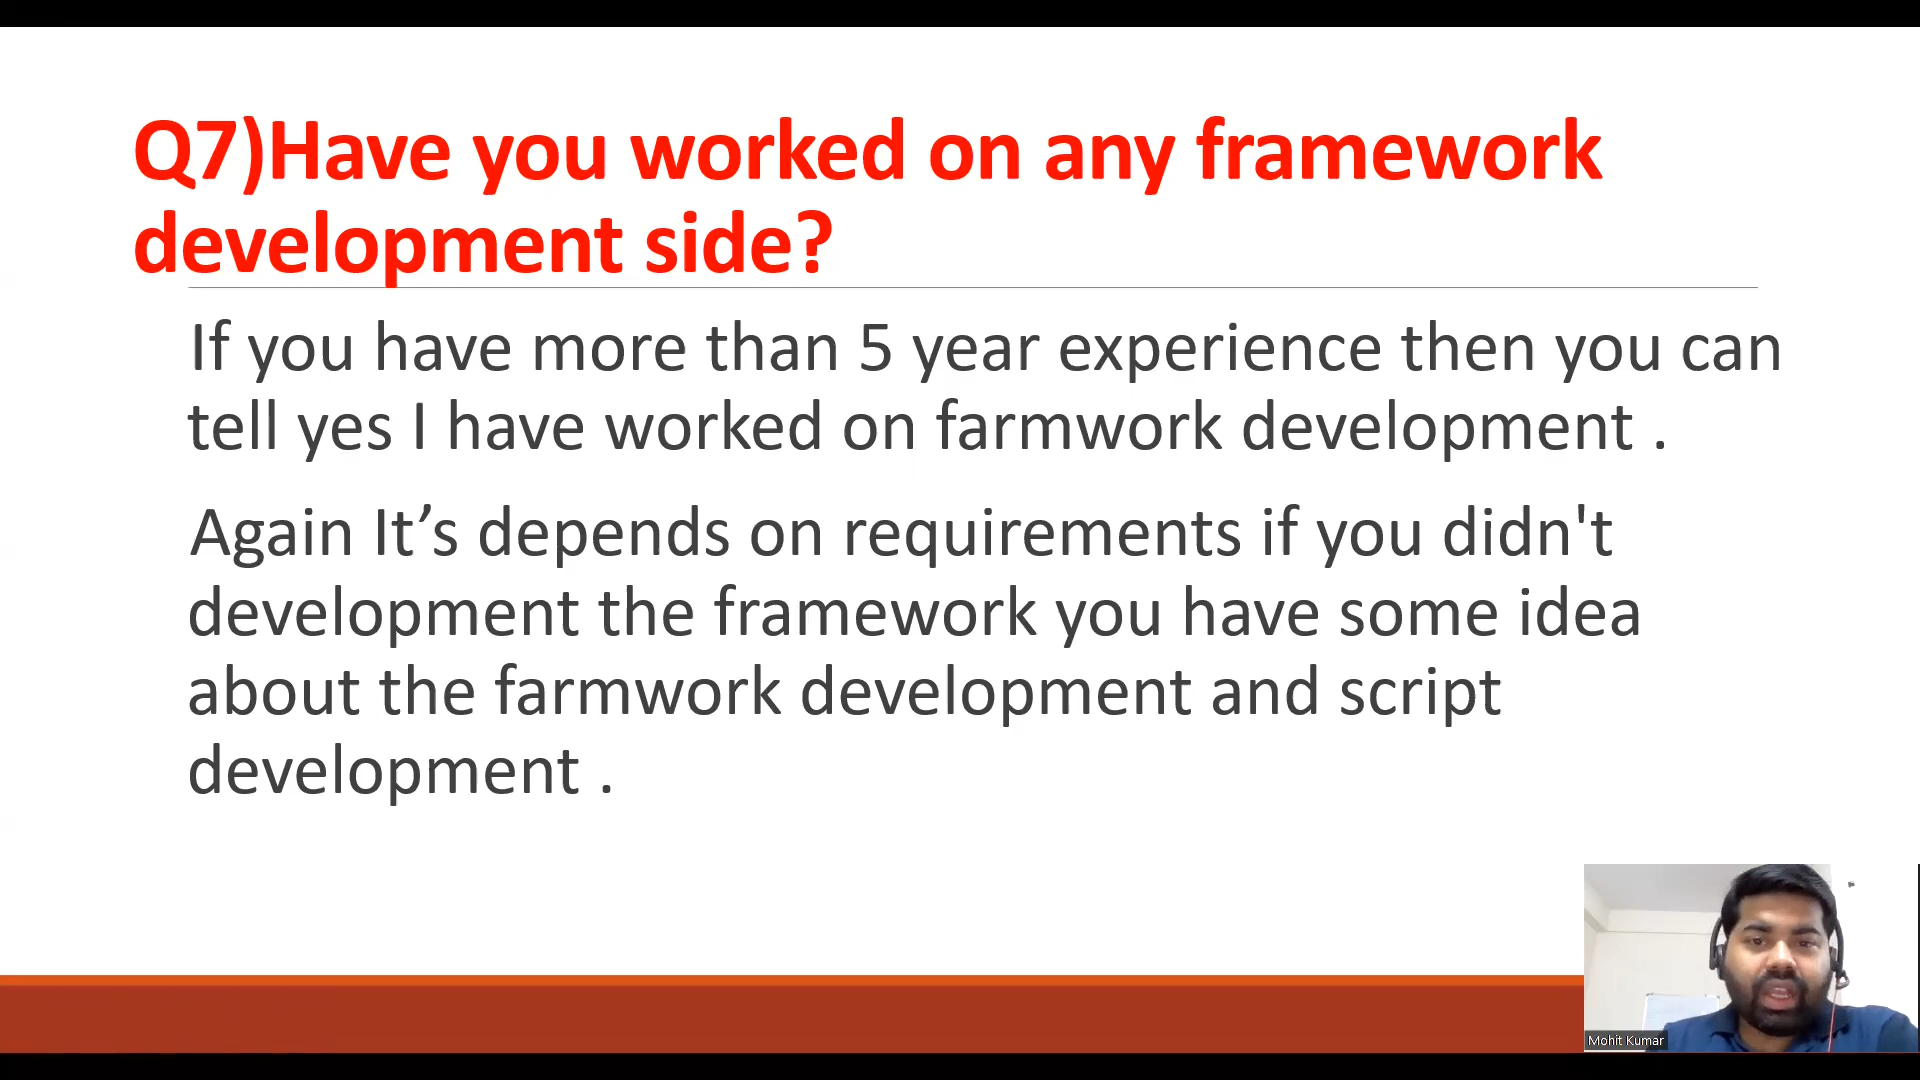 Q7)Have you worked on any framework
development side?
If you have more than 5 year experience then you can
tell yes I have worked on farmwork development .
Again It’s depends on requirements if you didn't
development the framework you have some idea
about the farmwork development and script
development .
Mohit Kumar